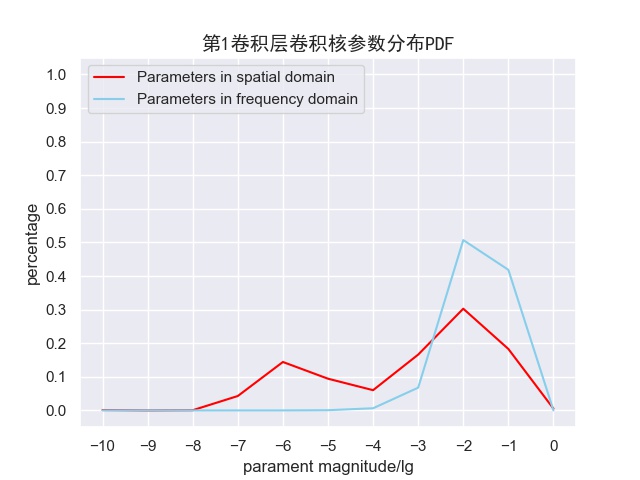 第1卷积层卷积核参数分布PDF
Parameters in spatial domain
Parameters in frequency domain
1.0
0.9
0.8
0.7
0.6
0.5
0.4
0.3
0.2
0.1
0.0
percentage
−10 −9 −8 −7 −6 −5 −4 −3 −2 −1 0
parament magnitude/lg